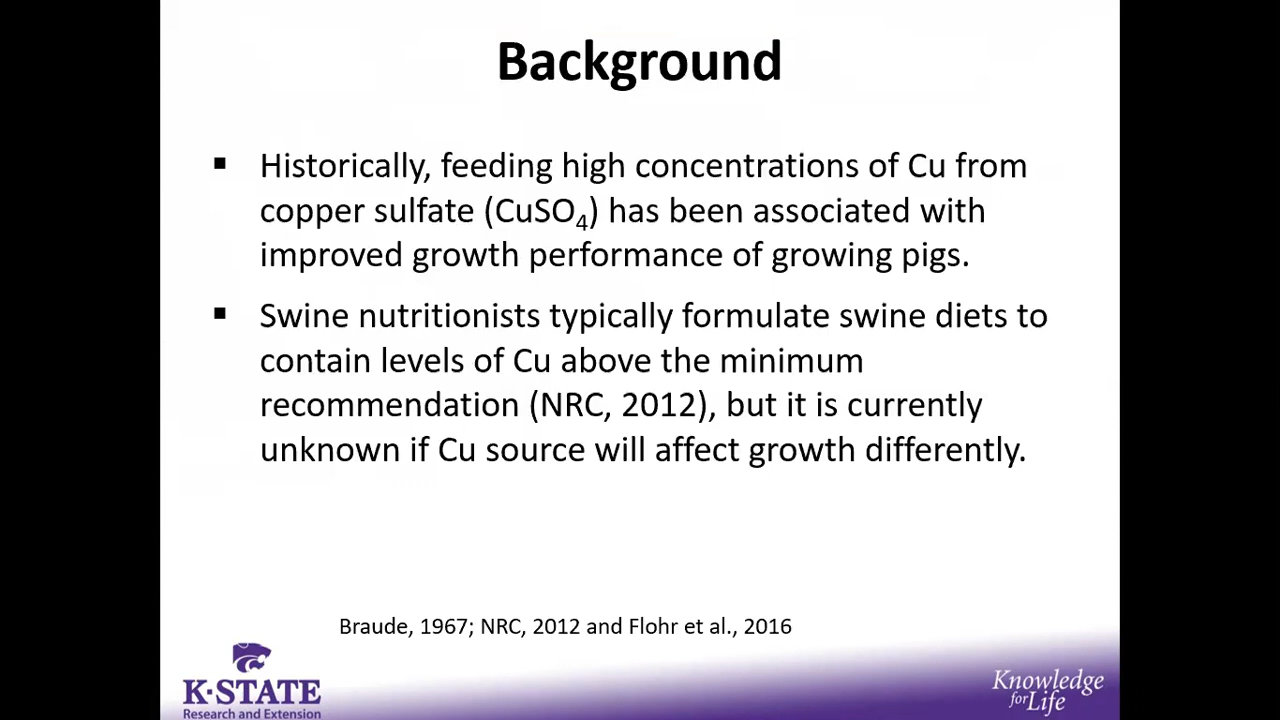 Background
▪ Historically, feeding high concentrations of Cu from
copper sulfate (CuSO₄) has been associated with
improved growth performance of growing pigs.
▪ Swine nutritionists typically formulate swine diets to
contain levels of Cu above the minimum
recommendation (NRC, 2012), but it is currently
unknown if Cu source will affect growth differently.
Braude, 1967; NRC, 2012 and Flohr et al., 2016
K-STATE
Research and Extension
Knowledge
for Life